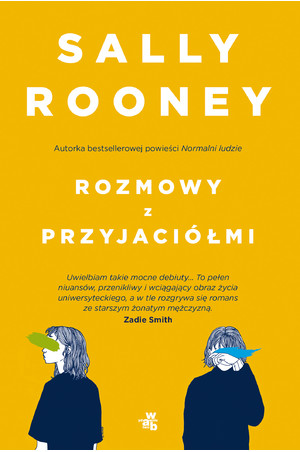 SALLY
ROONEY
Autorka bestsellerowej powieści Normalni ludzie
ROZMOWY
z
PRZYJACIÓŁMI
Uwielbiam takie mocne debiuty... To pełen
niuansów, przenikliwy i wciągający obraz życia
uniwersyteckiego, a w tle rozgrywa się romans
ze starszym żonatym mężczyzną.
Zadie Smith
w
a b